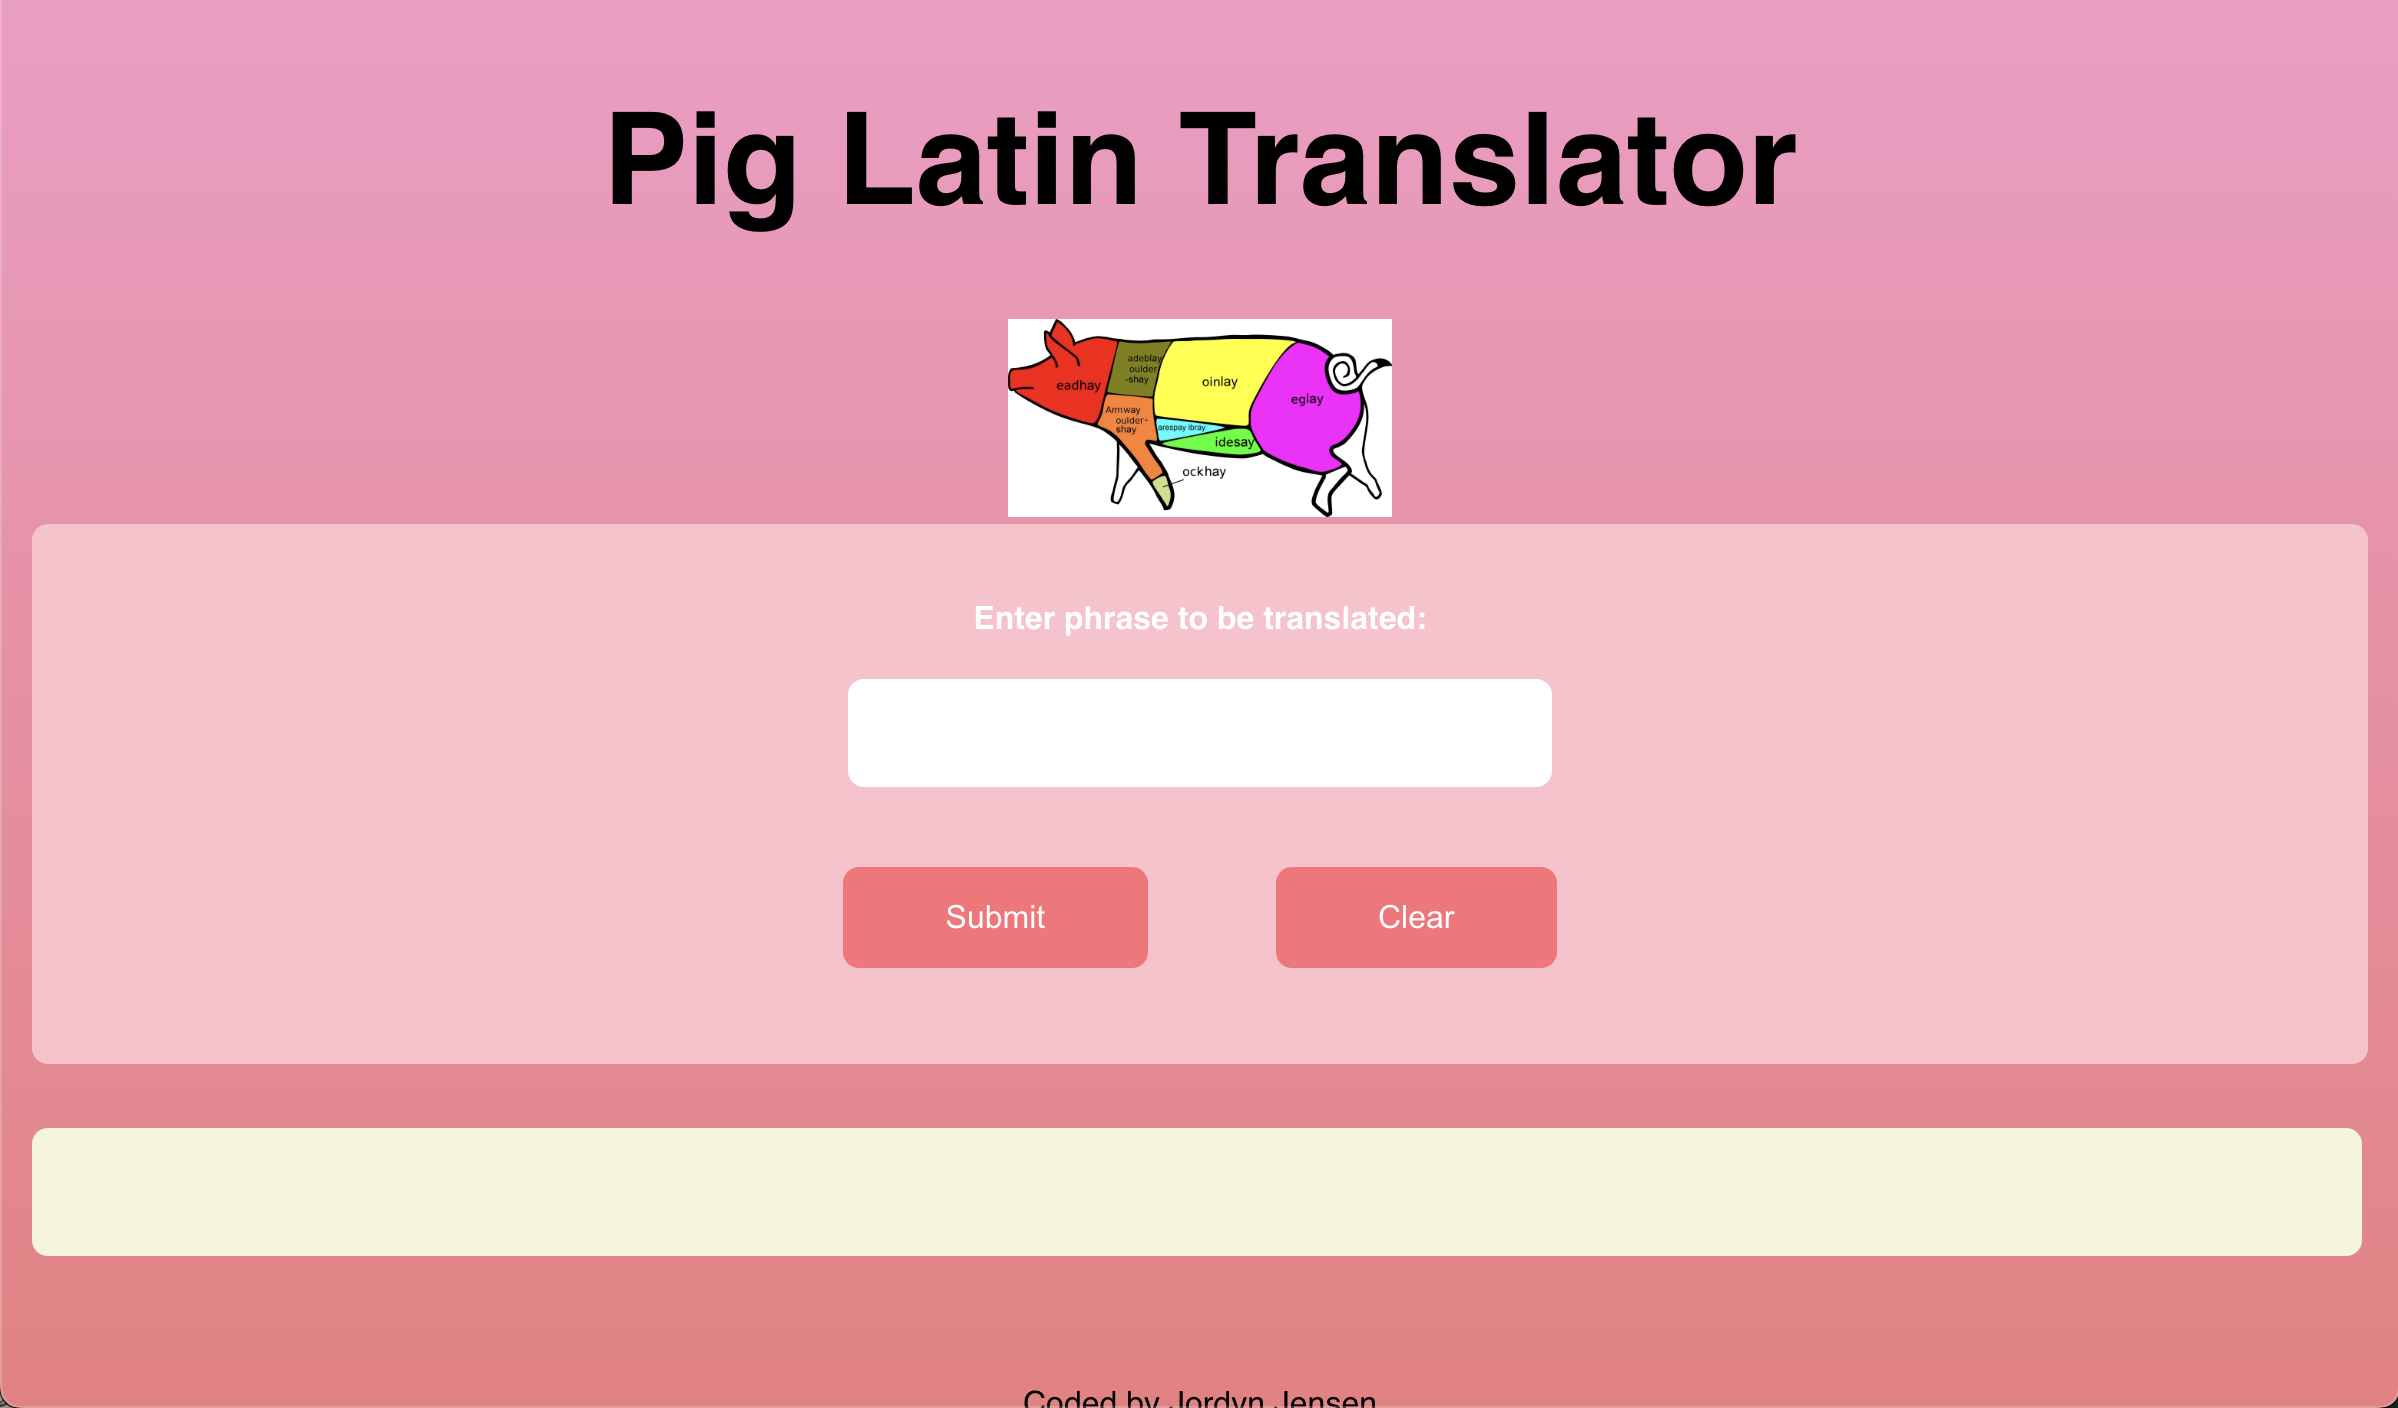 Pig Latin Translator
eadhay
adeblay
oulder
-shay
oinlay
eglay
Armway
oulder-
shay
arespay ibray
idesay
ockhay
Enter phrase to be translated:
Submit
Clear
Coded by Jordyn Jensen